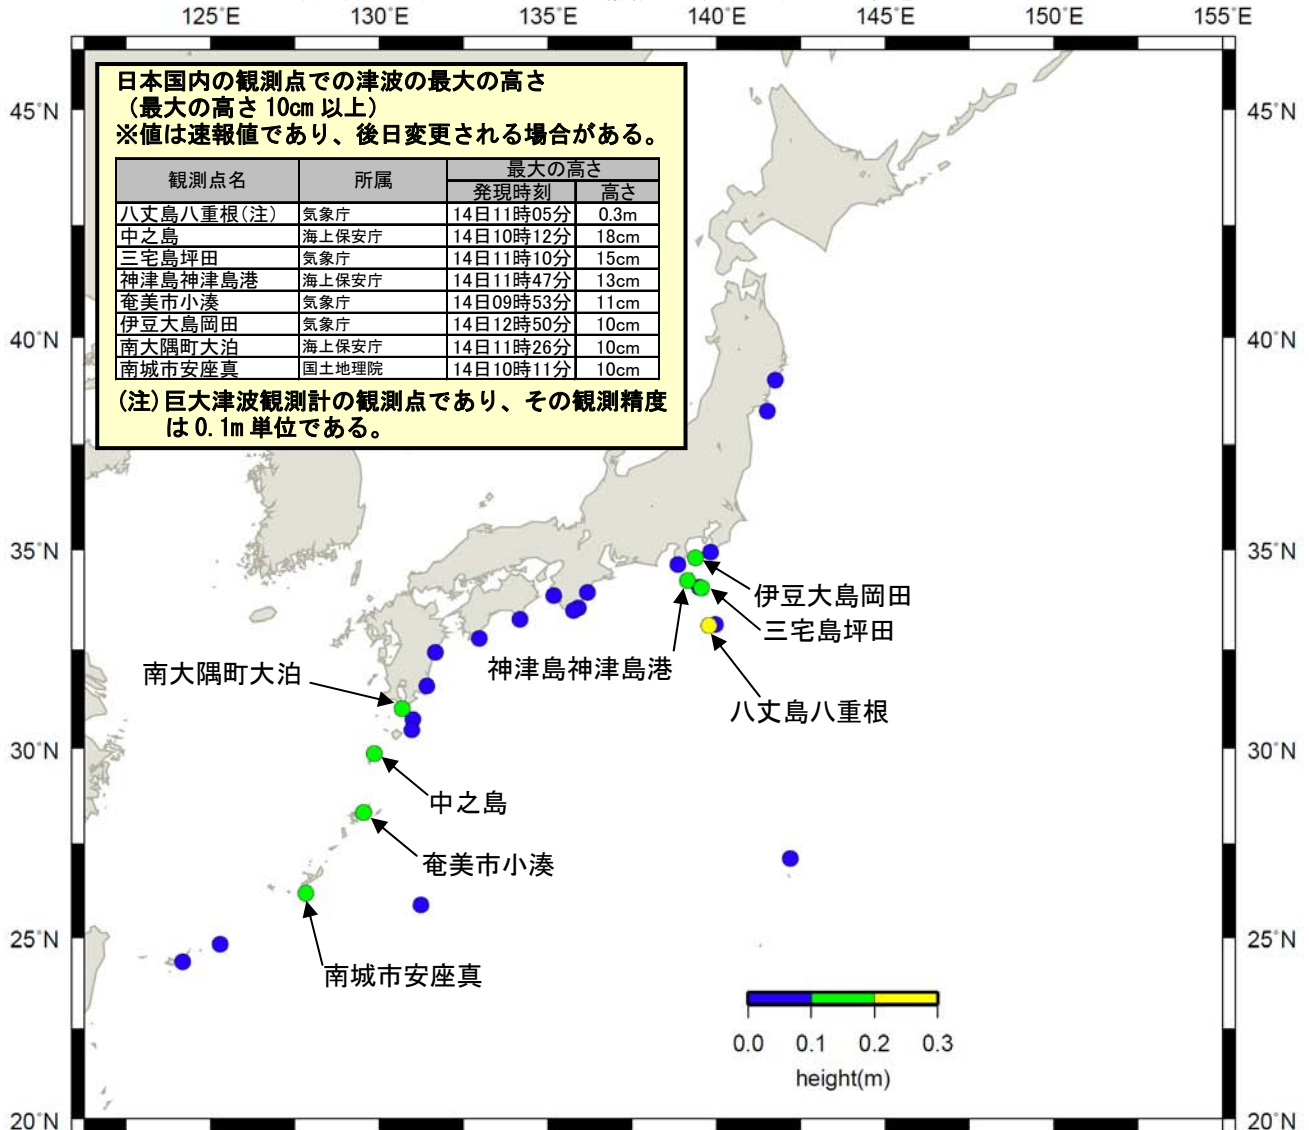 125°E 130°E 135°E 140°E 145°E 150°E 155°E
日本国内の観測点での津波の最大の高さ
（最大の高さ 10cm 以上）
※値は速報値であり、後日変更される場合がある。
観測点名 所属 最大の高さ
発現時刻 高さ
八丈島八重根(注) 気象庁 14日11時05分 0.3m
中之島 海上保安庁 14日10時12分 18cm
三宅島坪田 気象庁 14日11時10分 15cm
神津島神津島港 海上保安庁 14日11時47分 13cm
奄美市小湊 気象庁 14日09時53分 11cm
伊豆大島岡田 気象庁 14日12時50分 10cm
南大隅町大泊 海上保安庁 14日11時26分 10cm
南城市安座真 国土地理院 14日10時11分 10cm
(注)巨大津波観測計の観測点であり、その観測精度
は 0.1m 単位である。
45°N 45°N
40°N 40°N
35°N 35°N
伊豆大島岡田
三宅島坪田
神津島神津島港
南大隅町大泊
八丈島八重根
30°N 30°N
中之島
奄美市小湊
25°N 25°N
南城市安座真
0.0 0.1 0.2 0.3
height(m)
20°N 20°N